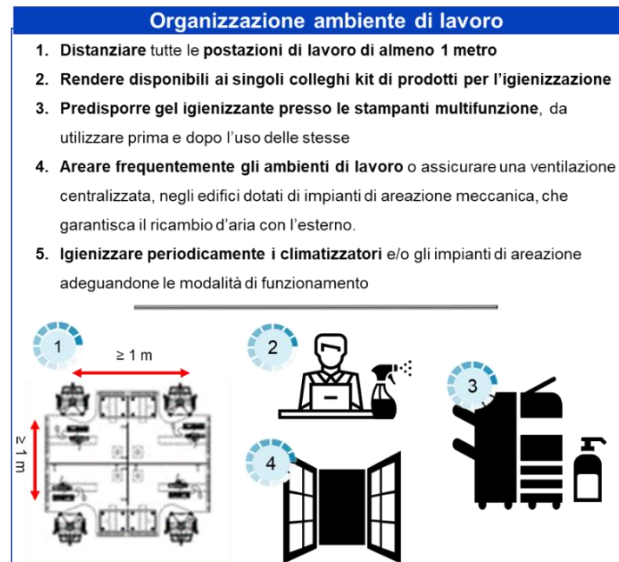 Organizzazione ambiente di lavoro
1. Distanziare tutte le postazioni di lavoro di almeno 1 metro
2. Rendere disponibili ai singoli colleghi kit di prodotti per l'igienizzazione
3. Predisporre gel igienizzante presso le stampanti multifunzione, da
utilizzare prima e dopo l'uso delle stesse
4. Areare frequentemente gli ambienti di lavoro o assicurare una ventilazione
centralizzata, negli edifici dotati di impianti di areazione meccanica, che
garantisca il ricambio d'aria con l'esterno.
5. Igienizzare periodicamente i climatizzatori e/o gli impianti di areazione
adeguandone le modalità di funzionamento
1
≥ 1 m
≥ 1 m
2
3
4